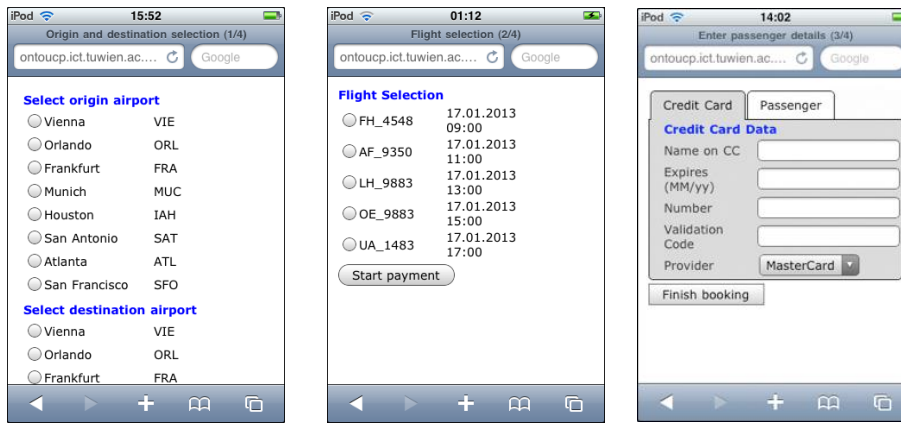 iPod 15:52
Origin and destination selection (1/4)
ontoucp.ict.tuwien.ac.... Google
Select origin airport
Vienna VIE
Orlando ORL
Frankfurt FRA
Munich MUC
Houston IAH
San Antonio SAT
Atlanta ATL
San Francisco SFO
Select destination airport
Vienna VIE
Orlando ORL
Frankfurt FRA
iPod 01:12
Flight selection (2/4)
ontoucp.ict.tuwien.ac.... Google
Flight Selection
FH_4548 17.01.2013
09:00
AF_9350 17.01.2013
11:00
LH_9883 17.01.2013
13:00
OE_9883 17.01.2013
15:00
UA_1483 17.01.2013
17:00
Start payment
iPod 14:02
Enter passenger details (3/4)
ontoucp.ict.tuwien.ac.... Google
Credit Card Passenger
Credit Card Data
Name on CC
Expires
(MM/yy)
Number
Validation
Code
Provider MasterCard
Finish booking